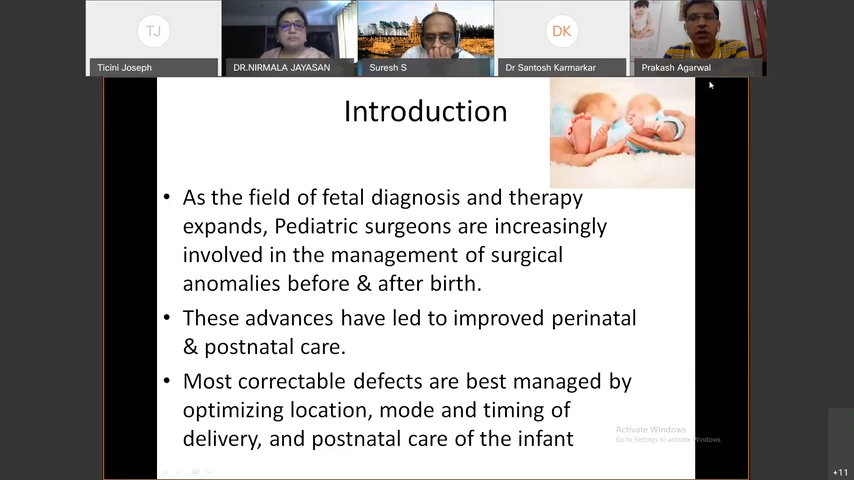 TJ
DK
Ticini Joseph
DR.NIRMALA JAYASAN
Suresh S
Dr Santosh Karmarkar
Prakash Agarwal
Introduction
• As the field of fetal diagnosis and therapy
expands, Pediatric surgeons are increasingly
involved in the management of surgical
anomalies before & after birth.
• These advances have led to improved perinatal
& postnatal care.
• Most correctable defects are best managed by
optimizing location, mode and timing of
delivery, and postnatal care of the infant
Activate Windows
Go to Settings to activate Windows.
+11